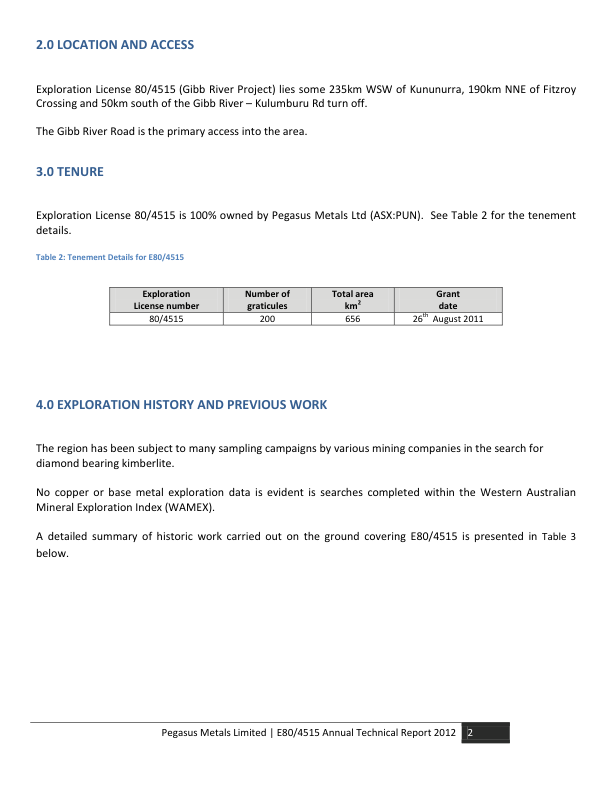 2.0 LOCATION AND ACCESS
Exploration License 80/4515 (Gibb River Project) lies some 235km WSW of Kununurra, 190km NNE of Fitzroy
Crossing and 50km south of the Gibb River – Kulumburu Rd turn off.
The Gibb River Road is the primary access into the area.
3.0 TENURE
Exploration License 80/4515 is 100% owned by Pegasus Metals Ltd (ASX:PUN). See Table 2 for the tenement
details.
Table 2: Tenement Details for E80/4515
Exploration Number of Total area Grant
License number graticules km² date
80/4515 200 656 26th August 2011
4.0 EXPLORATION HISTORY AND PREVIOUS WORK
The region has been subject to many sampling campaigns by various mining companies in the search for
diamond bearing kimberlite.
No copper or base metal exploration data is evident is searches completed within the Western Australian
Mineral Exploration Index (WAMEX).
A detailed summary of historic work carried out on the ground covering E80/4515 is presented in Table 3
below.
Pegasus Metals Limited | E80/4515 Annual Technical Report 2012 2